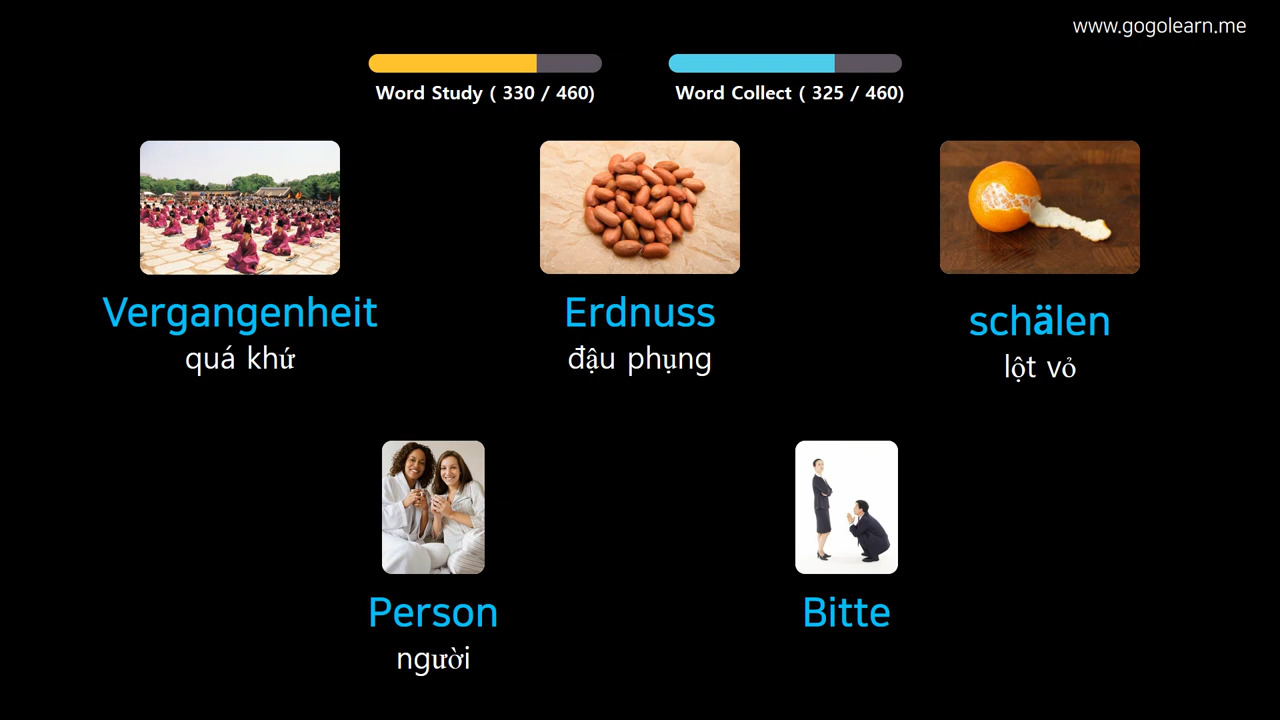 www.gogolearn.me
Word Study ( 330 / 460)
Word Collect ( 325 / 460)
Vergangenheit
quá khứ
Erdnuss
đậu phụng
schälen
lột vỏ
Person
người
Bitte